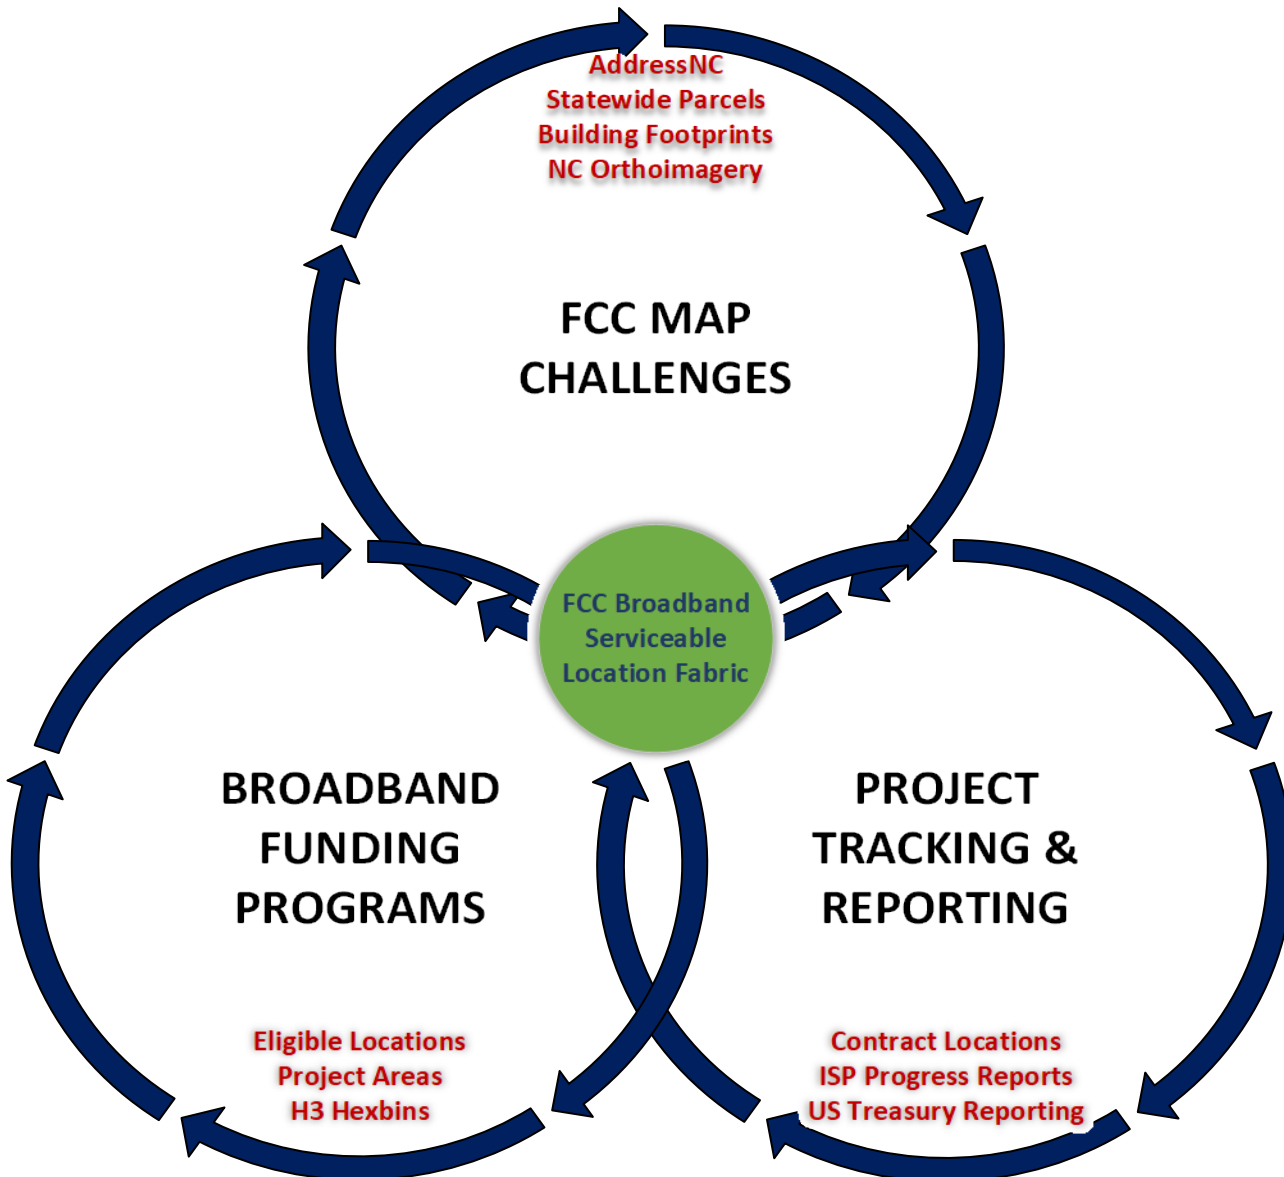 AddressNC
Statewide Parcels
Building Footprints
NC Orthoimagery
FCC MAP
CHALLENGES
FCC Broadband
Serviceable
Location Fabric
BROADBAND
FUNDING
PROGRAMS
Eligible Locations
Project Areas
H3 Hexbins
PROJECT
TRACKING &
REPORTING
Contract Locations
ISP Progress Reports
US Treasury Reporting